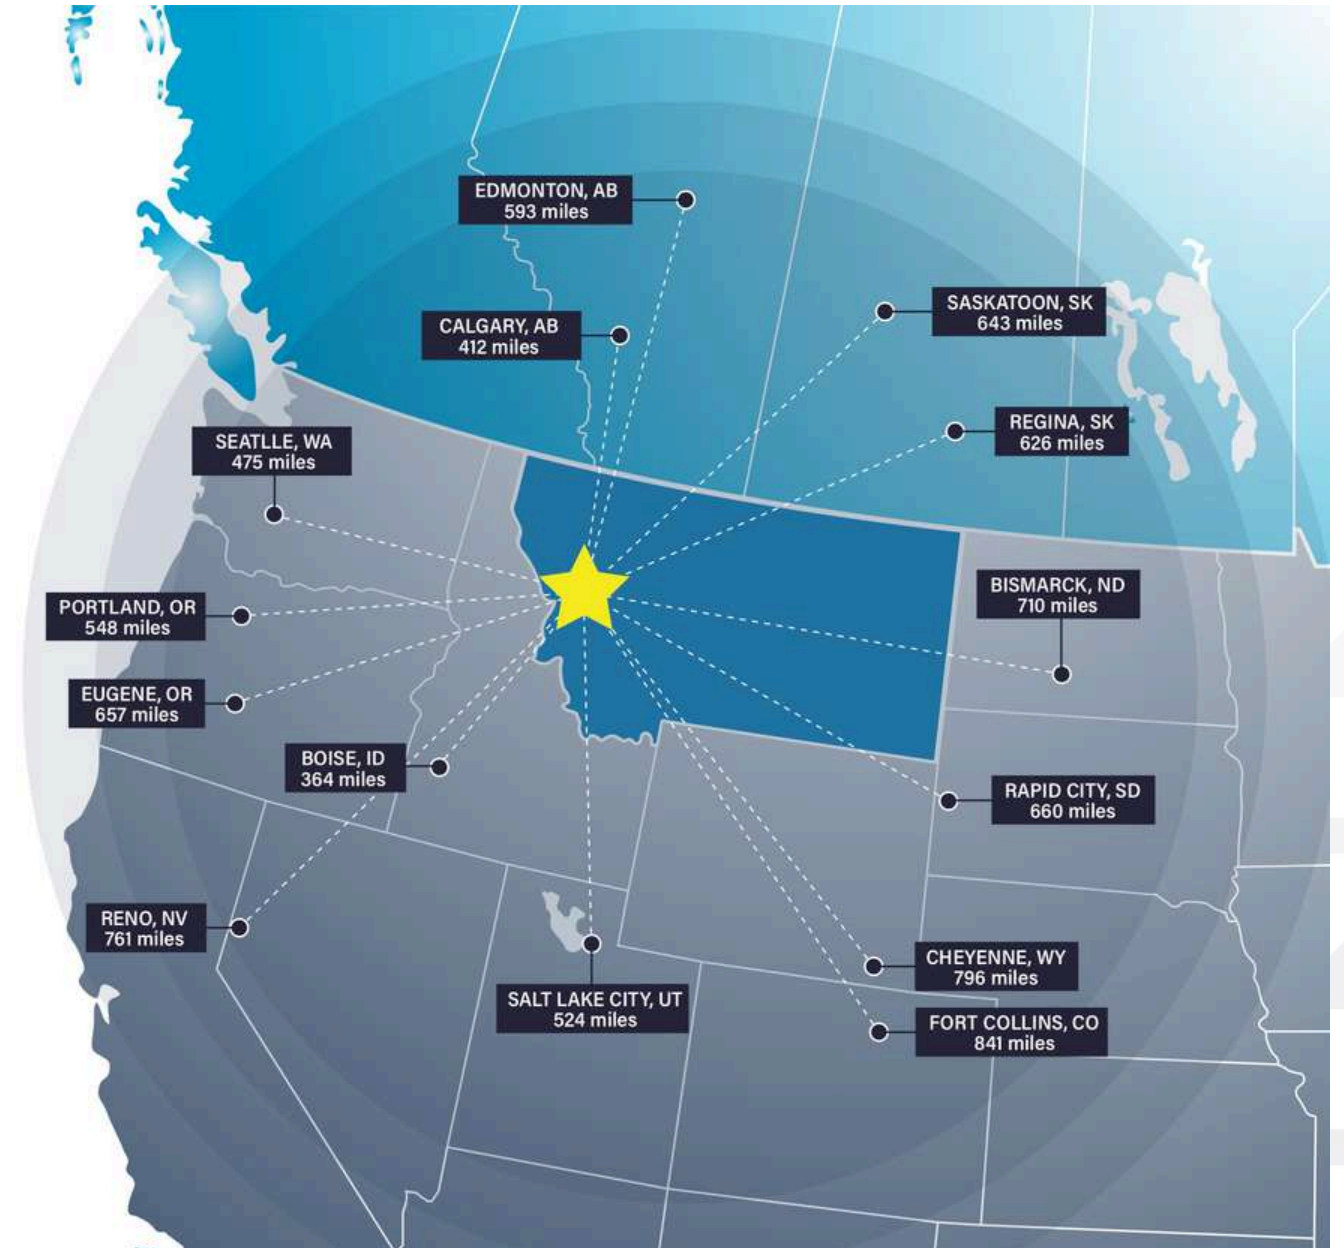 EDMONTON, AB
593 miles
CALGARY, AB
412 miles
SASKATOON, SK
643 miles
REGINA, SK
626 miles
SEATLLE, WA
475 miles
BISMARCK, ND
710 miles
PORTLAND, OR
548 miles
EUGENE, OR
657 miles
BOISE, ID
364 miles
RAPID CITY, SD
660 miles
RENO, NV
761 miles
CHEYENNE, WY
796 miles
SALT LAKE CITY, UT
524 miles
FORT COLLINS, CO
841 miles